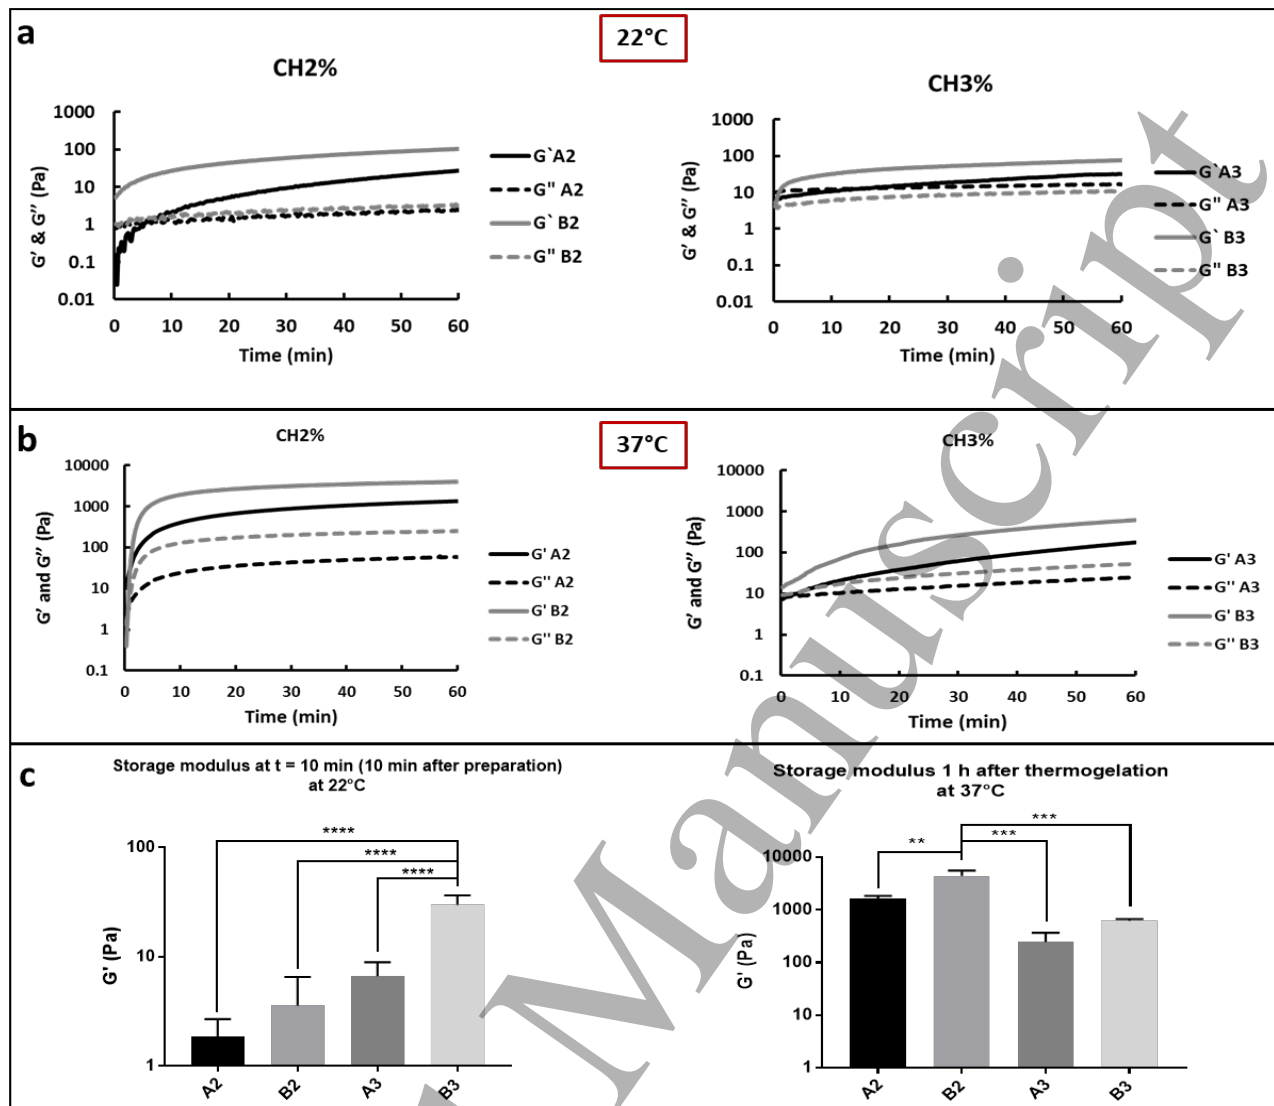 a
22°C
CH2%
CH3%
1000
100
10
1
0.1
0.01
G' & G'' (Pa)
0 10 20 30 40 50 60
Time (min)
G`A2
G" A2
G` B2
G" B2
1000
100
10
1
0.1
0.01
G' & G'' (Pa)
0 10 20 30 40 50 60
Time (min)
G`A3
G" A3
G` B3
G" B3
b
37°C
CH2%
CH3%
10000
1000
100
10
1
0.1
G' and G'' (Pa)
0 10 20 30 40 50 60
Time (min)
G' A2
G'' A2
G' B2
G'' B2
10000
1000
100
10
1
0.1
G' and G'' (Pa)
0 10 20 30 40 50 60
Time (min)
G' A3
G'' A3
G' B3
G'' B3
c
Storage modulus at t = 10 min (10 min after preparation)
at 22°C
100
10
1
G' (Pa)
****
****
****
A2 B2 A3 B3
Storage modulus 1 h after thermogelation
at 37°C
10000
1000
100
10
1
G' (Pa)
**
***
***
A2 B2 A3 B3
Manuscript